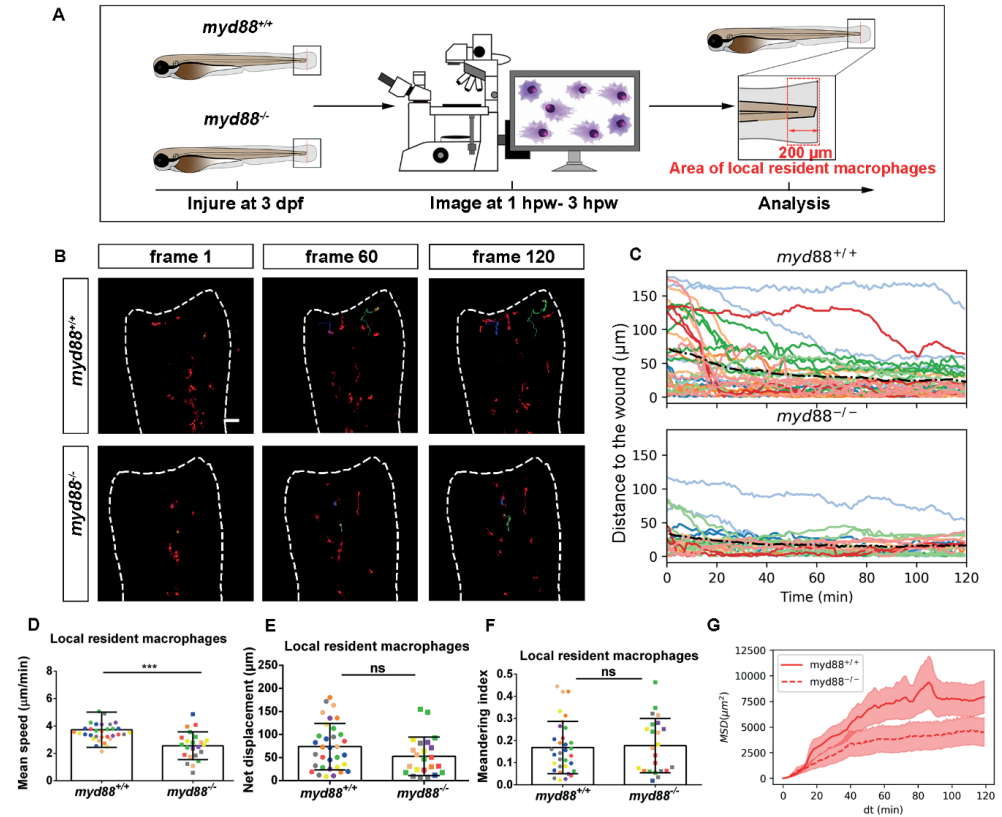 A
myd88+/+
myd88-/-
200 µm
Area of local resident macrophages
Injure at 3 dpf
Image at 1 hpw- 3 hpw
Analysis
B
frame 1
frame 60
frame 120
myd88+/+
myd88-/-
C
myd88+/+
150
100
50
0
myd88−/−
150
100
50
0
Distance to the wound (µm)
0 20 40 60 80 100 120
Time (min)
D
Local resident macrophages
***
Mean speed (µm/min)
8
6
4
2
0
myd88+/+ myd88-/-
E
Local resident macrophages
ns
Net displacement (µm)
250
200
150
100
50
0
myd88+/+ myd88-/-
F
Local resident macrophages
ns
Meandering index
0.5
0.4
0.3
0.2
0.1
0.0
myd88+/+ myd88-/-
G
myd88+/+
myd88−/−
MSD(µm²)
12500
10000
7500
5000
2500
0
0 20 40 60 80 100 120
dt (min)